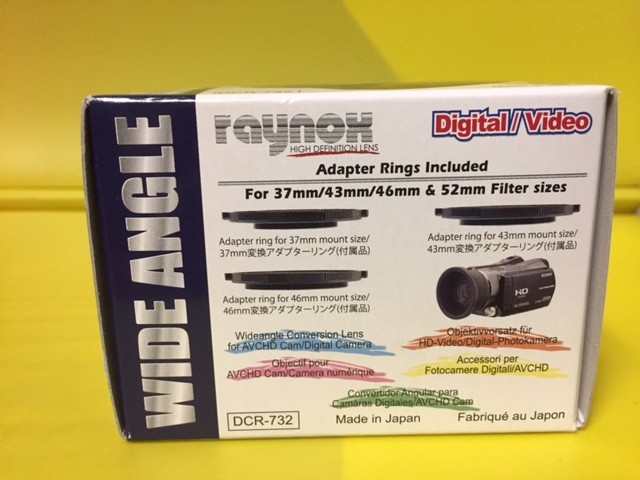 WIDE ANGLE
raynox
HIGH DEFINITION LENS
Digital/Video
Adapter Rings Included
For 37mm/43mm/46mm & 52mm Filter sizes
Adapter ring for 37mm mount size/
37mm変換アダプターリング(付属品)
Adapter ring for 43mm mount size/
43mm変換アダプターリング(付属品)
Adapter ring for 46mm mount size/
46mm変換アダプターリング(付属品)
SONY
HD
Wideangle Conversion Lens
for AVCHD Cam/Digital Camera
Objektivvorsatz für
HD-Video/Digital-Photokamera
Objectif pour
AVCHD Cam/Camera numérique
Accessori per
Fotocamere Digitali/AVCHD
Convertidor Angular para
Camáras Digitales/AVCHD Cam
DCR-732
Made in Japan
Fabriqué au Japon